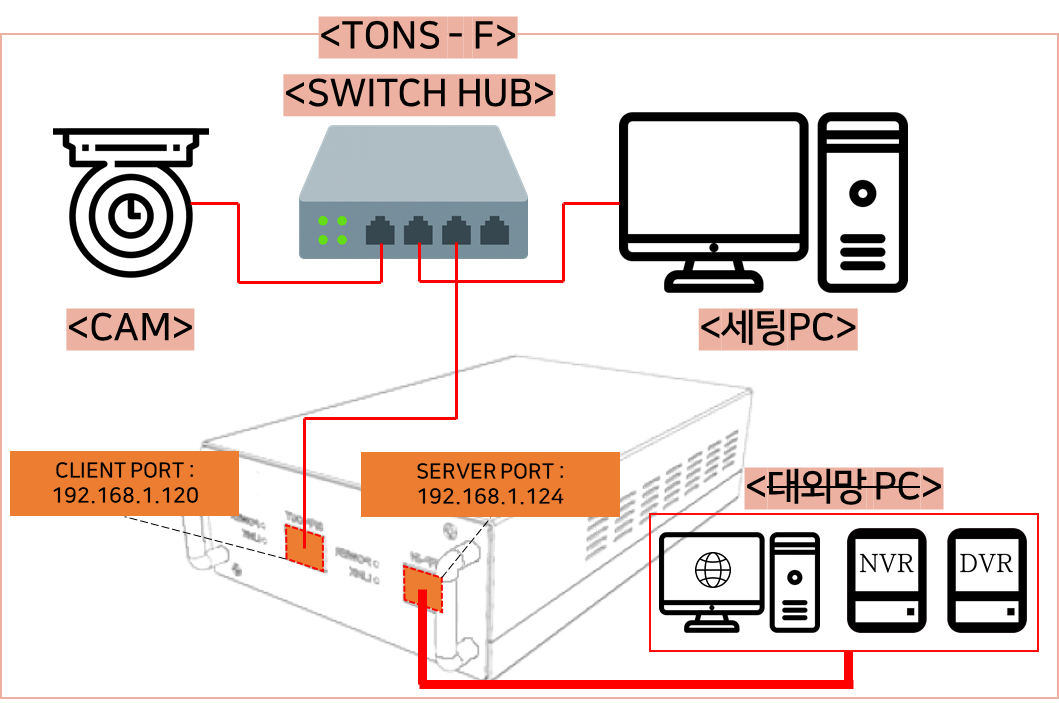 <TONS - F>
<SWITCH HUB>
<CAM>
<세팅PC>
CLIENT PORT :
192.168.1.120
SERVER PORT :
192.168.1.124
<대외망 PC>
NVR
DVR